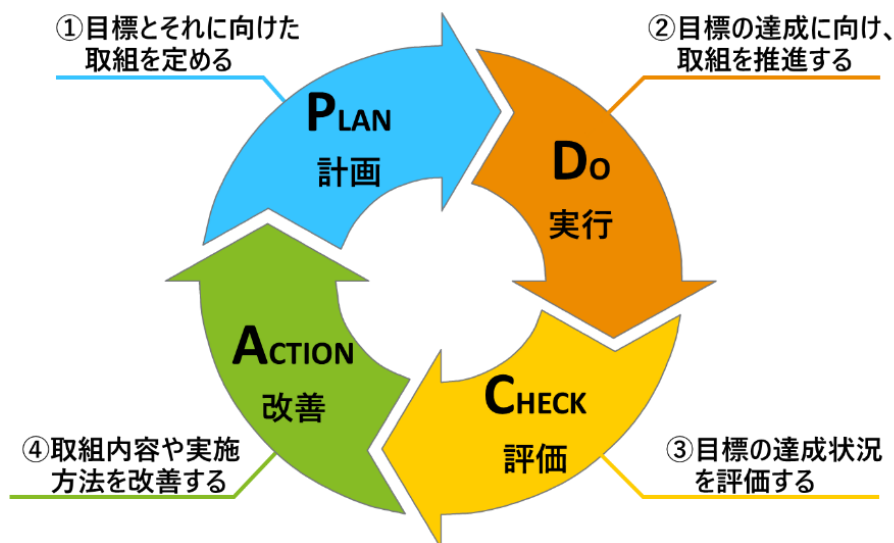 ①目標とそれに向けた
取組を定める
②目標の達成に向け、
取組を推進する
PLAN
計画
DO
実行
ACTION
改善
CHECK
評価
④取組内容や実施
方法を改善する
③目標の達成状況
を評価する